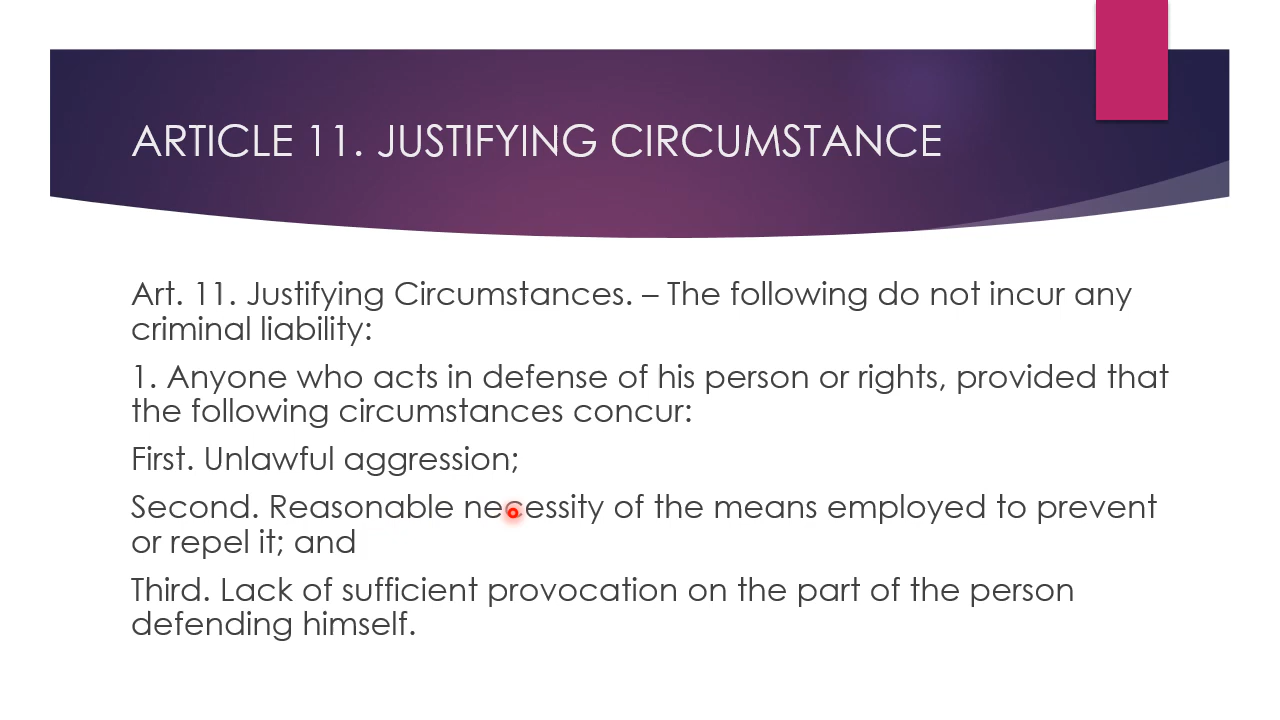 ARTICLE 11. JUSTIFYING CIRCUMSTANCE
Art. 11. Justifying Circumstances. – The following do not incur any
criminal liability:
1. Anyone who acts in defense of his person or rights, provided that
the following circumstances concur:
First. Unlawful aggression;
Second. Reasonable necessity of the means employed to prevent
or repel it; and
Third. Lack of sufficient provocation on the part of the person
defending himself.